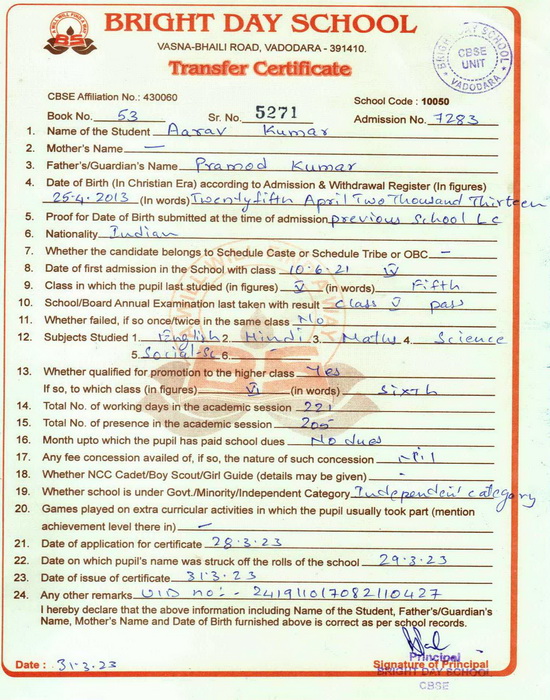 BRIGHT DAY SCHOOL
VASNA-BHAILI ROAD, VADODARA - 391410.
Transfer Certificate
BRIGHT DAY SCHOOL
CBSE
UNIT
VADODARA
CBSE Affiliation No.: 430060
School Code : 10050
Book No. 53 Sr. No. 5271 Admission No. 7283
1. Name of the Student Aarav Kumar
2. Mother's Name —
3. Father's/Guardian's Name Pramod Kumar
4. Date of Birth (In Christian Era) according to Admission & Withdrawal Register (In figures)
25-4-2013 (In words) Twentyfifth April Two Thousand Thirteen
5. Proof for Date of Birth submitted at the time of admission previous School LC
6. Nationality Indian
7. Whether the candidate belongs to Schedule Caste or Schedule Tribe or OBC —
8. Date of first admission in the School with class 10-6-21 IV
9. Class in which the pupil last studied (in figures) V (in words) Fifth
10. School/Board Annual Examination last taken with result Class V pass
11. Whether failed, if so once/twice in the same class No
12. Subjects Studied 1. English 2. Hindi 3. Maths 4. Science
5. Social-Sc 6.
13. Whether qualified for promotion to the higher class Yes
If so, to which class (in figures) VI (in words) Sixth
14. Total No. of working days in the academic session 221
15. Total No. of presence in the academic session 205
16. Month upto which the pupil has paid school dues No dues
17. Any fee concession availed of, if so, the nature of such concession Nil
18. Whether NCC Cadet/Boy Scout/Girl Guide (details may be given) -
19. Whether school is under Govt./Minority/Independent Category Independent category
20. Games played on extra curricular activities in which the pupil usually took part (mention
achievement level there in) —
21. Date of application for certificate 28-3-23
22. Date on which pupil's name was struck off the rolls of the school 29-3-23
23. Date of issue of certificate 31-3-23
24. Any other remarks UID no:- 241911017082110427
I hereby declare that the above information including Name of the Student, Father's/Guardian's
Name, Mother's Name and Date of Birth furnished above is correct as per school records.
Principal
Date : 31-3-23 Signature of Principal
BRIGHT DAY SCHOOL
CBSE